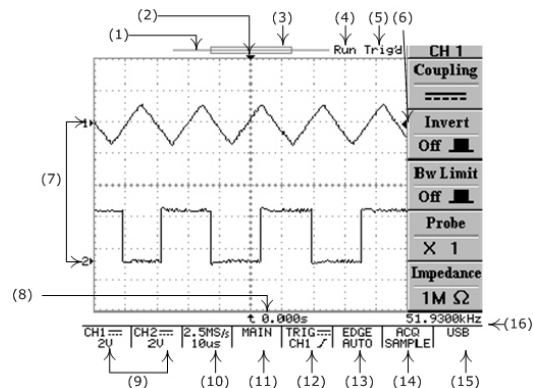 (2) (3) (4) (5) (6)
(1)
Run Trig'd CH 1
Coupling
1
Invert
Off
(7)
Bw Limit
Off
Probe
X 1
2
Impedance
1M Ω
(8)
t 0.000s 51.9300kHz (16)
CH1 CH2 2.5MS/s MAIN TRIG EDGE ACQ USB
2V 2V 10us CH1 AUTO SAMPLE
(9) (10) (11) (12) (13) (14) (15)